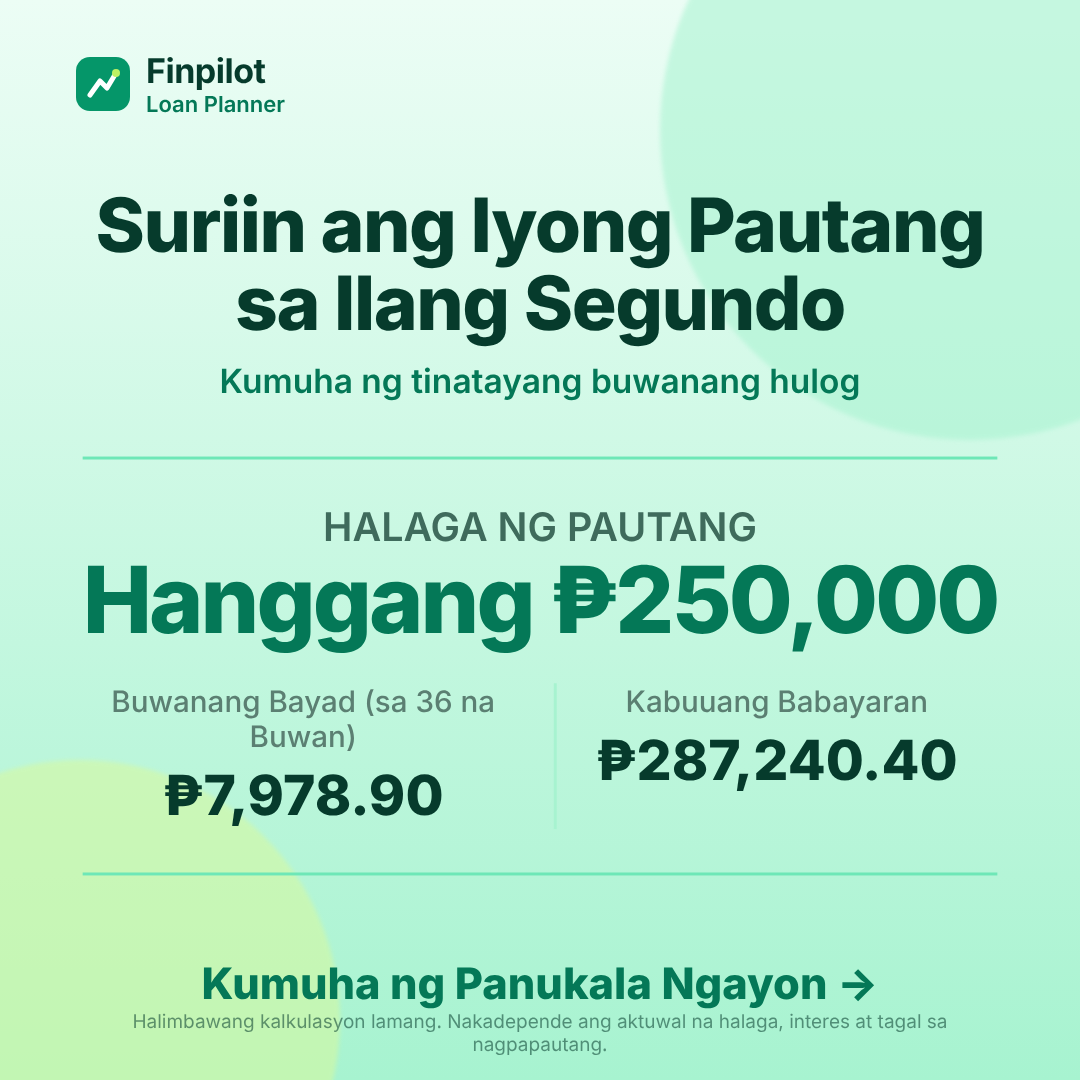 Finpilot
Loan Planner
Suriin ang Iyong Pautang
sa Ilang Segundo
Kumuha ng tinatayang buwanang hulog
HALAGA NG PAUTANG
Hanggang ₱250,000
Buwanang Bayad (sa 36 na
Buwan)
₱7,978.90
Kabuuang Babayaran
₱287,240.40
Kumuha ng Panukala Ngayon →
Halimbawang kalkulasyon lamang. Nakadepende ang aktuwal na halaga, interes at tagal sa
nagpapautang.